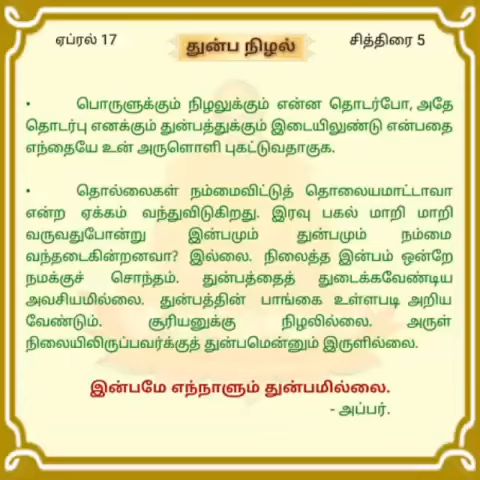 ஏப்ரல் 17
துன்ப நிழல்
சித்திரை 5
• பொருளுக்கும் நிழலுக்கும் என்ன தொடர்போ, அதே
தொடர்பு எனக்கும் துன்பத்துக்கும் இடையிலுண்டு என்பதை
எந்தையே உன் அருளொளி புகட்டுவதாகுக.
• தொல்லைகள் நம்மைவிட்டுத் தொலையமாட்டாவா
என்ற ஏக்கம் வந்துவிடுகிறது. இரவு பகல் மாறி மாறி
வருவதுபோன்று இன்பமும் துன்பமும் நம்மை
வந்தடைகின்றனவா? இல்லை. நிலைத்த இன்பம் ஒன்றே
நமக்குச் சொந்தம். துன்பத்தைத் துடைக்கவேண்டிய
அவசியமில்லை. துன்பத்தின் பாங்கை உள்ளபடி அறிய
வேண்டும். சூரியனுக்கு நிழலில்லை. அருள்
நிலையிலிருப்பவர்க்குத் துன்பமென்னும் இருளில்லை.
இன்பமே எந்நாளும் துன்பமில்லை.
- அப்பர்.